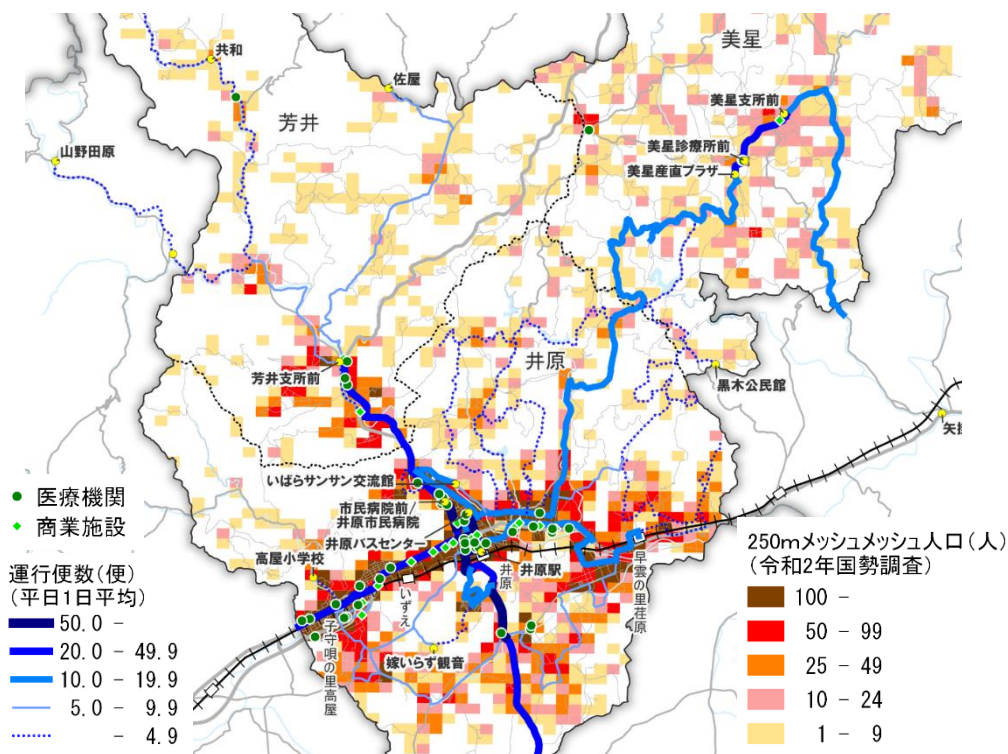 共和
佐屋
美星
芳井
美星支所前
山野田原
美星診療所前
美星産直プラザ
井原
芳井支所前
黒木公民館
いばらサンサン交流館
市民病院前/
井原市民病院
井原バスセンター
高屋小学校
井原駅
井原
いずえ
早雲の里荏原
子守唄の里高屋
嫁いらず観音
医療機関
商業施設
運行便数(便)
(平日1日平均)
50.0 -
20.0 - 49.9
10.0 -19.9
5.0 - 9.9
- 4.9
250mメッシュメッシュ人口(人)
(令和2年国勢調査)
100 -
50 - 99
25 - 49
10 - 24
1 - 9